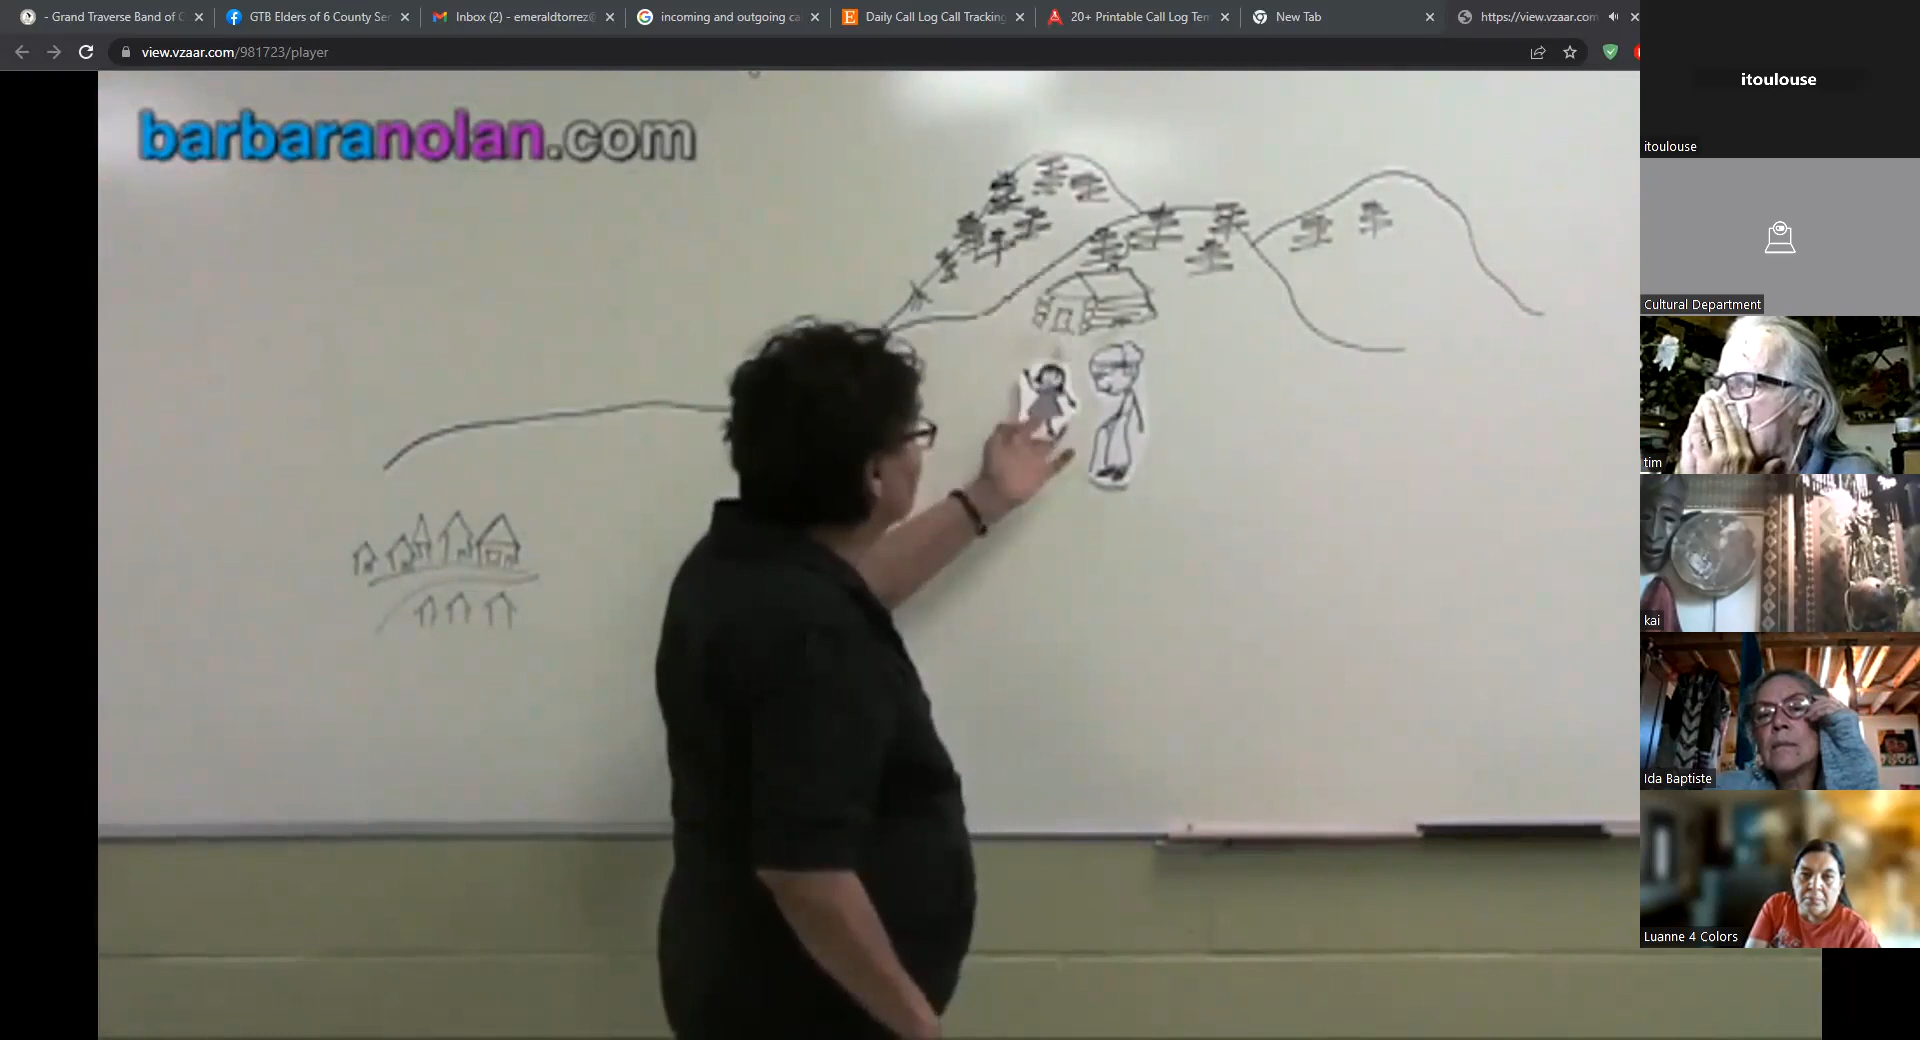 - Grand Traverse Band of O
GTB Elders of 6 County Ser
Inbox (2) - emeraldtorrez@
incoming and outgoing ca
Daily Call Log Call Tracking
20+ Printable Call Log Tem
New Tab
https://view.vzaar.com
view.vzaar.com/981723/player
barbaranolan.com
itoulouse
itoulouse
Cultural Department
tim
kai
Ida Baptiste
Luanne 4 Colors